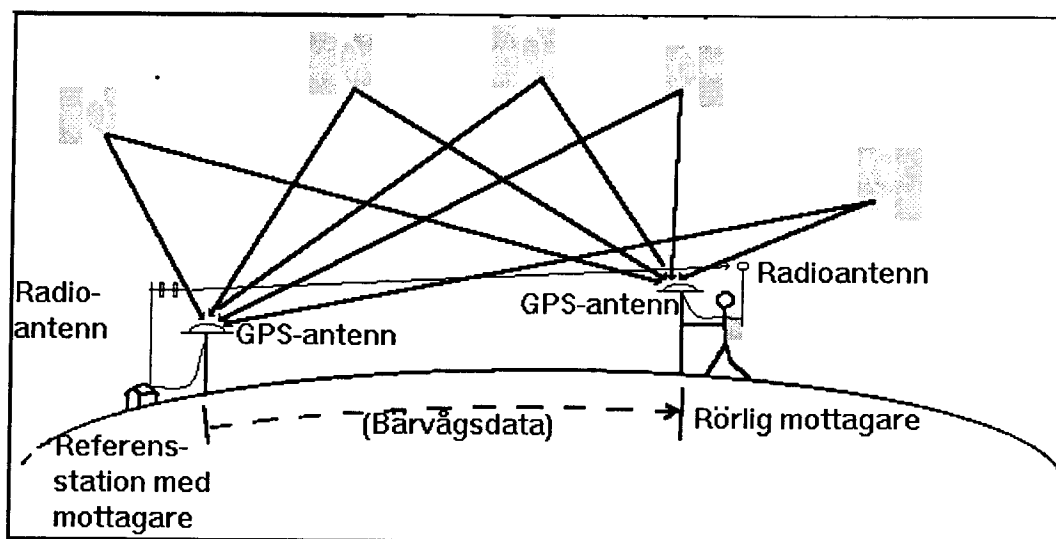 Radio-
antenn
GPS-antenn
GPS-antenn
Radioantenn
(Bärvågsdata)
Rörlig mottagare
Referens-
station med
mottagare